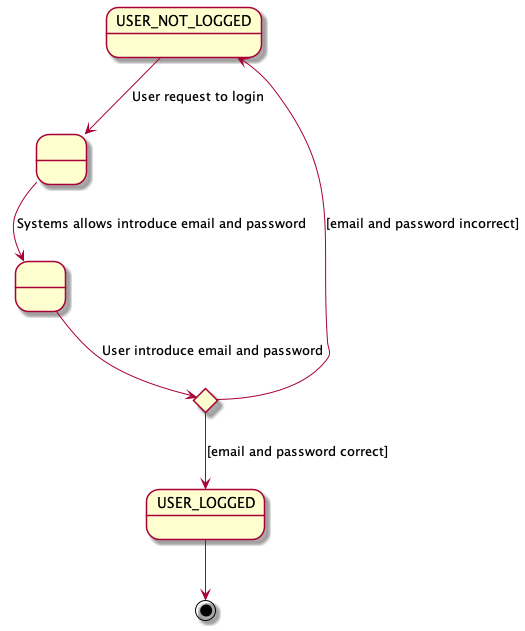 USER_NOT_LOGGED
User request to login
Systems allows introduce email and password
[email and password incorrect]
User introduce email and password
[email and password correct]
USER_LOGGED